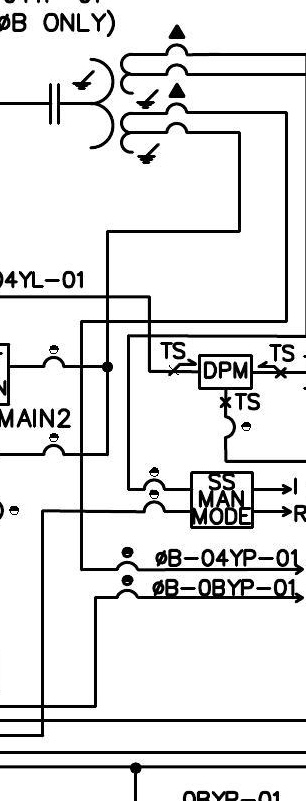 ØB ONLY)
04YL-01
TS
TS
DPM
N
TS
MAIN2
SS
MAN
MODE
I
R
ØB-04YP-01
ØB-0BYP-01
0BYP-01